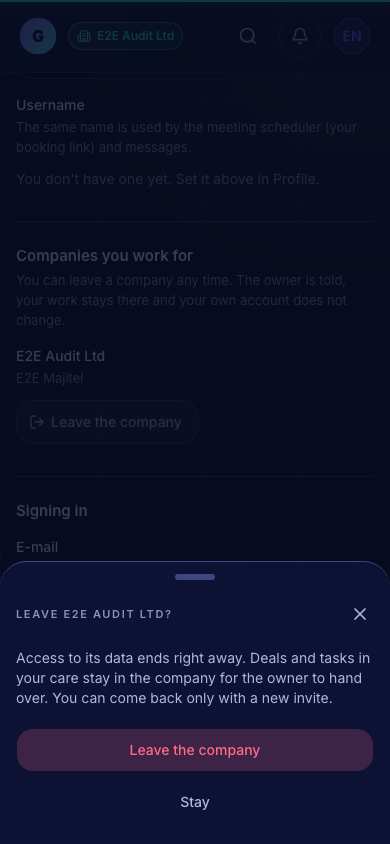 G
E2E Audit Ltd
EN
Username
The same name is used by the meeting scheduler (your
booking link) and messages.
You don't have one yet. Set it above in Profile.
Companies you work for
You can leave a company any time. The owner is told,
your work stays there and your own account does not
change.
E2E Audit Ltd
E2E Majitel
Leave the company
Signing in
E-mail
LEAVE E2E AUDIT LTD?
Access to its data ends right away. Deals and tasks in
your care stay in the company for the owner to hand
over. You can come back only with a new invite.
Leave the company
Stay